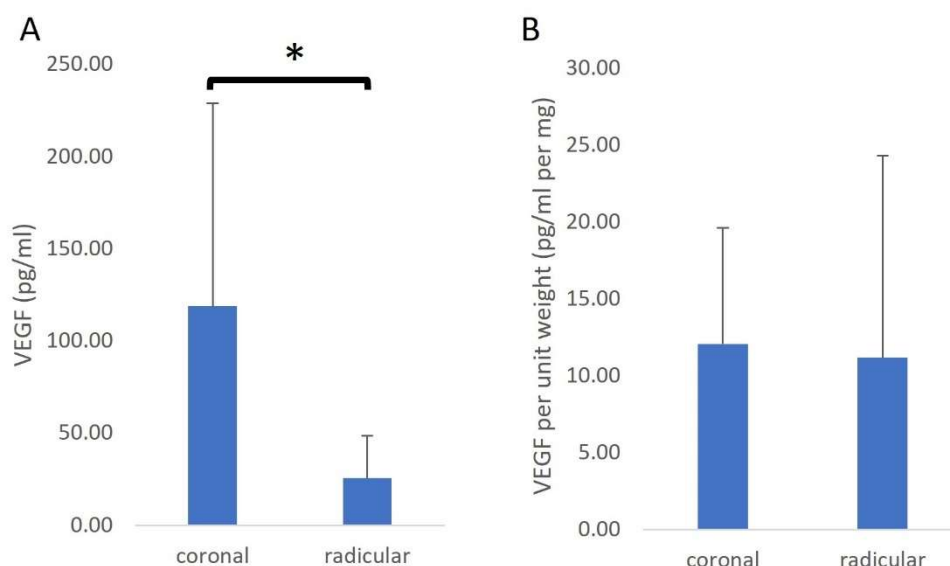 A
VEGF (pg/ml)
250.00
200.00
150.00
100.00
50.00
0.00
*
coronal radicular
B
VEGF per unit weight (pg/ml per mg)
30.00
25.00
20.00
15.00
10.00
5.00
0.00
coronal radicular